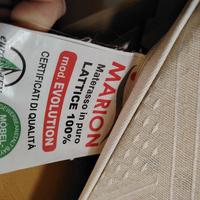 MARION
Materasso in puro
LATTICE 100%
mod. EVOLUTION
CERTIFICATI DI QUALITÀ